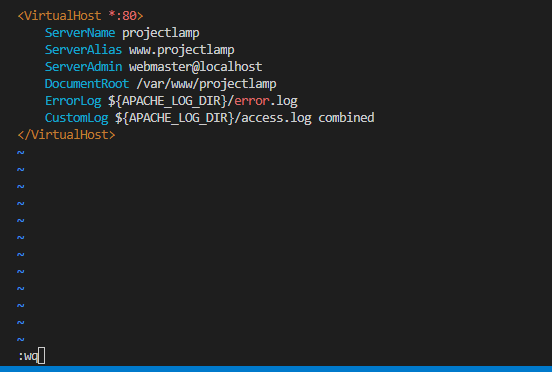 <VirtualHost *:80>
    ServerName projectlamp
    ServerAlias www.projectlamp
    ServerAdmin webmaster@localhost
    DocumentRoot /var/www/projectlamp
    ErrorLog ${APACHE_LOG_DIR}/error.log
    CustomLog ${APACHE_LOG_DIR}/access.log combined
</VirtualHost>
~
~
~
~
~
~
~
~
~
~
~
~
:wq